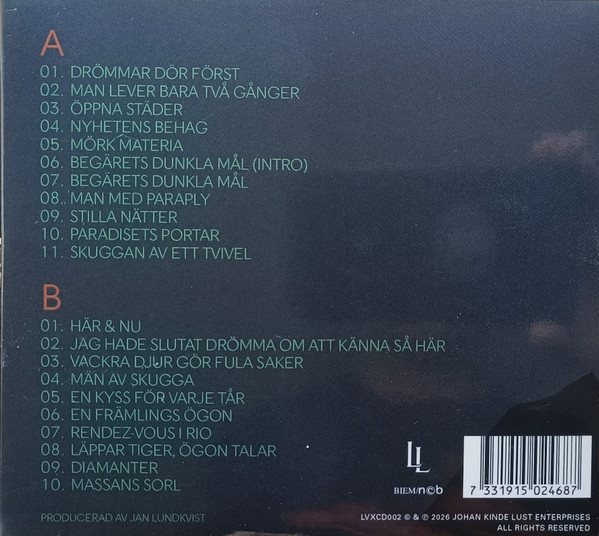 A
01. DRÖMMAR DÖR FÖRST
02. MAN LEVER BARA TVÅ GÅNGER
03. ÖPPNA STÄDER
04. NYHETENS BEHAG
05. MÖRK MATERIA
06. BEGÄRETS DUNKLA MÅL (INTRO)
07. BEGÄRETS DUNKLA MÅL
08. MAN MED PARAPLY
09. STILLA NÄTTER
10. PARADISETS PORTAR
11. SKUGGAN AV ETT TVIVEL
B
01. HÄR & NU
02. JAG HADE SLUTAT DRÖMMA OM ATT KÄNNA SÅ HÄR
03. VACKRA DJUR GÖR FULA SAKER
04. MÄN AV SKUGGA
05. EN KYSS FÖR VARJE TÅR
06. EN FRÄMLINGS ÖGON
07. RENDEZ-VOUS I RIO
08. LÄPPAR TIGER, ÖGON TALAR
09. DIAMANTER
10. MASSANS SORL
PRODUCERAD AV JAN LUNDKVIST
LL
BIEM/n©b
7 331915 024687
LVXCD002 © & ℗ 2026 JOHAN KINDE LUST ENTERPRISES
ALL RIGHTS RESERVED